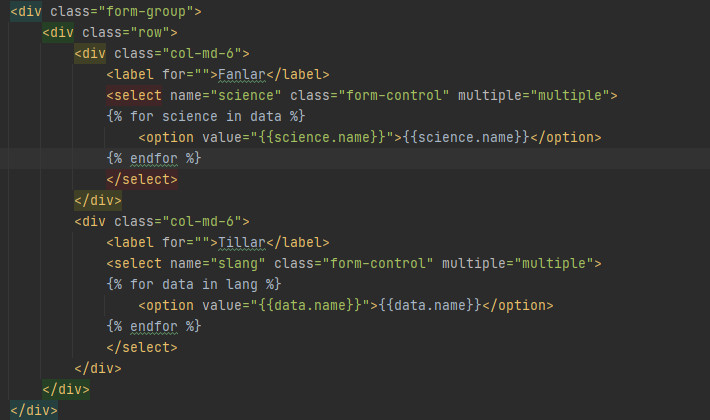 <div class="form-group">
<div class="row">
<div class="col-md-6">
<label for="">Fanlar</label>
<select name="science" class="form-control" multiple="multiple">
{% for science in data %}
<option value="{{science.name}}">{{science.name}}</option>
{% endfor %}
</select>
</div>
<div class="col-md-6">
<label for="">Tillar</label>
<select name="slang" class="form-control" multiple="multiple">
{% for data in lang %}
<option value="{{data.name}}">{{data.name}}</option>
{% endfor %}
</select>
</div>
</div>
</div>